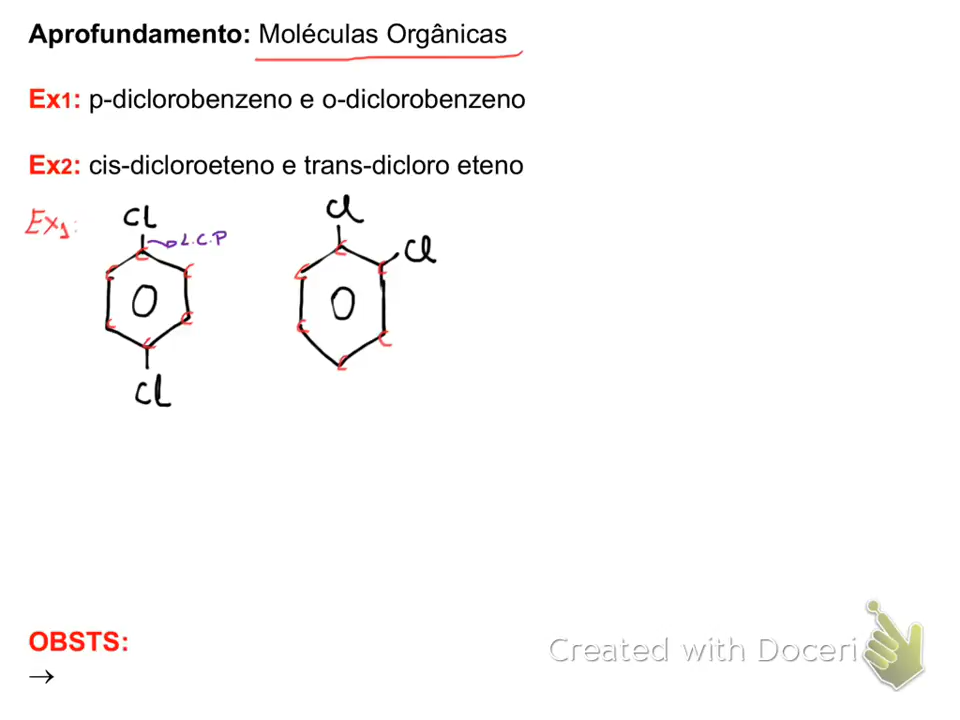 Aprofundamento: Moléculas Orgânicas
Ex1: p-diclorobenzeno e o-diclorobenzeno
Ex2: cis-dicloroeteno e trans-dicloro eteno
Ex1:
Cl
L.C.P
C
C
C
C
C
C
Cl
Cl
Cl
C
C
C
C
C
C
OBSTS:
→
Created with Doceri